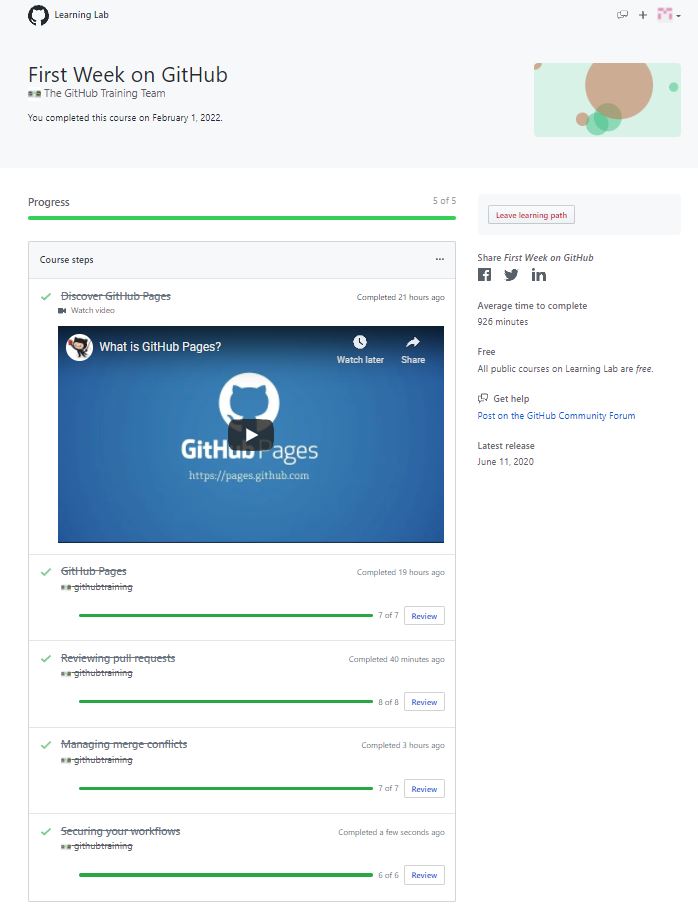 Learning Lab
First Week on GitHub
The GitHub Training Team
You completed this course on February 1, 2022.
Progress
5 of 5
Course steps
Discover GitHub Pages
Completed 21 hours ago
Watch video
What is GitHub Pages?
Watch later
Share
GitHub Pages
https://pages.github.com
GitHub Pages
Completed 19 hours ago
githubtraining
7 of 7
Review
Reviewing pull requests
Completed 40 minutes ago
githubtraining
8 of 8
Review
Managing merge conflicts
Completed 3 hours ago
githubtraining
7 of 7
Review
Securing your workflows
Completed a few seconds ago
githubtraining
6 of 6
Review
Leave learning path
Share First Week on GitHub
Average time to complete
926 minutes
Free
All public courses on Learning Lab are free.
Get help
Post on the GitHub Community Forum
Latest release
June 11, 2020